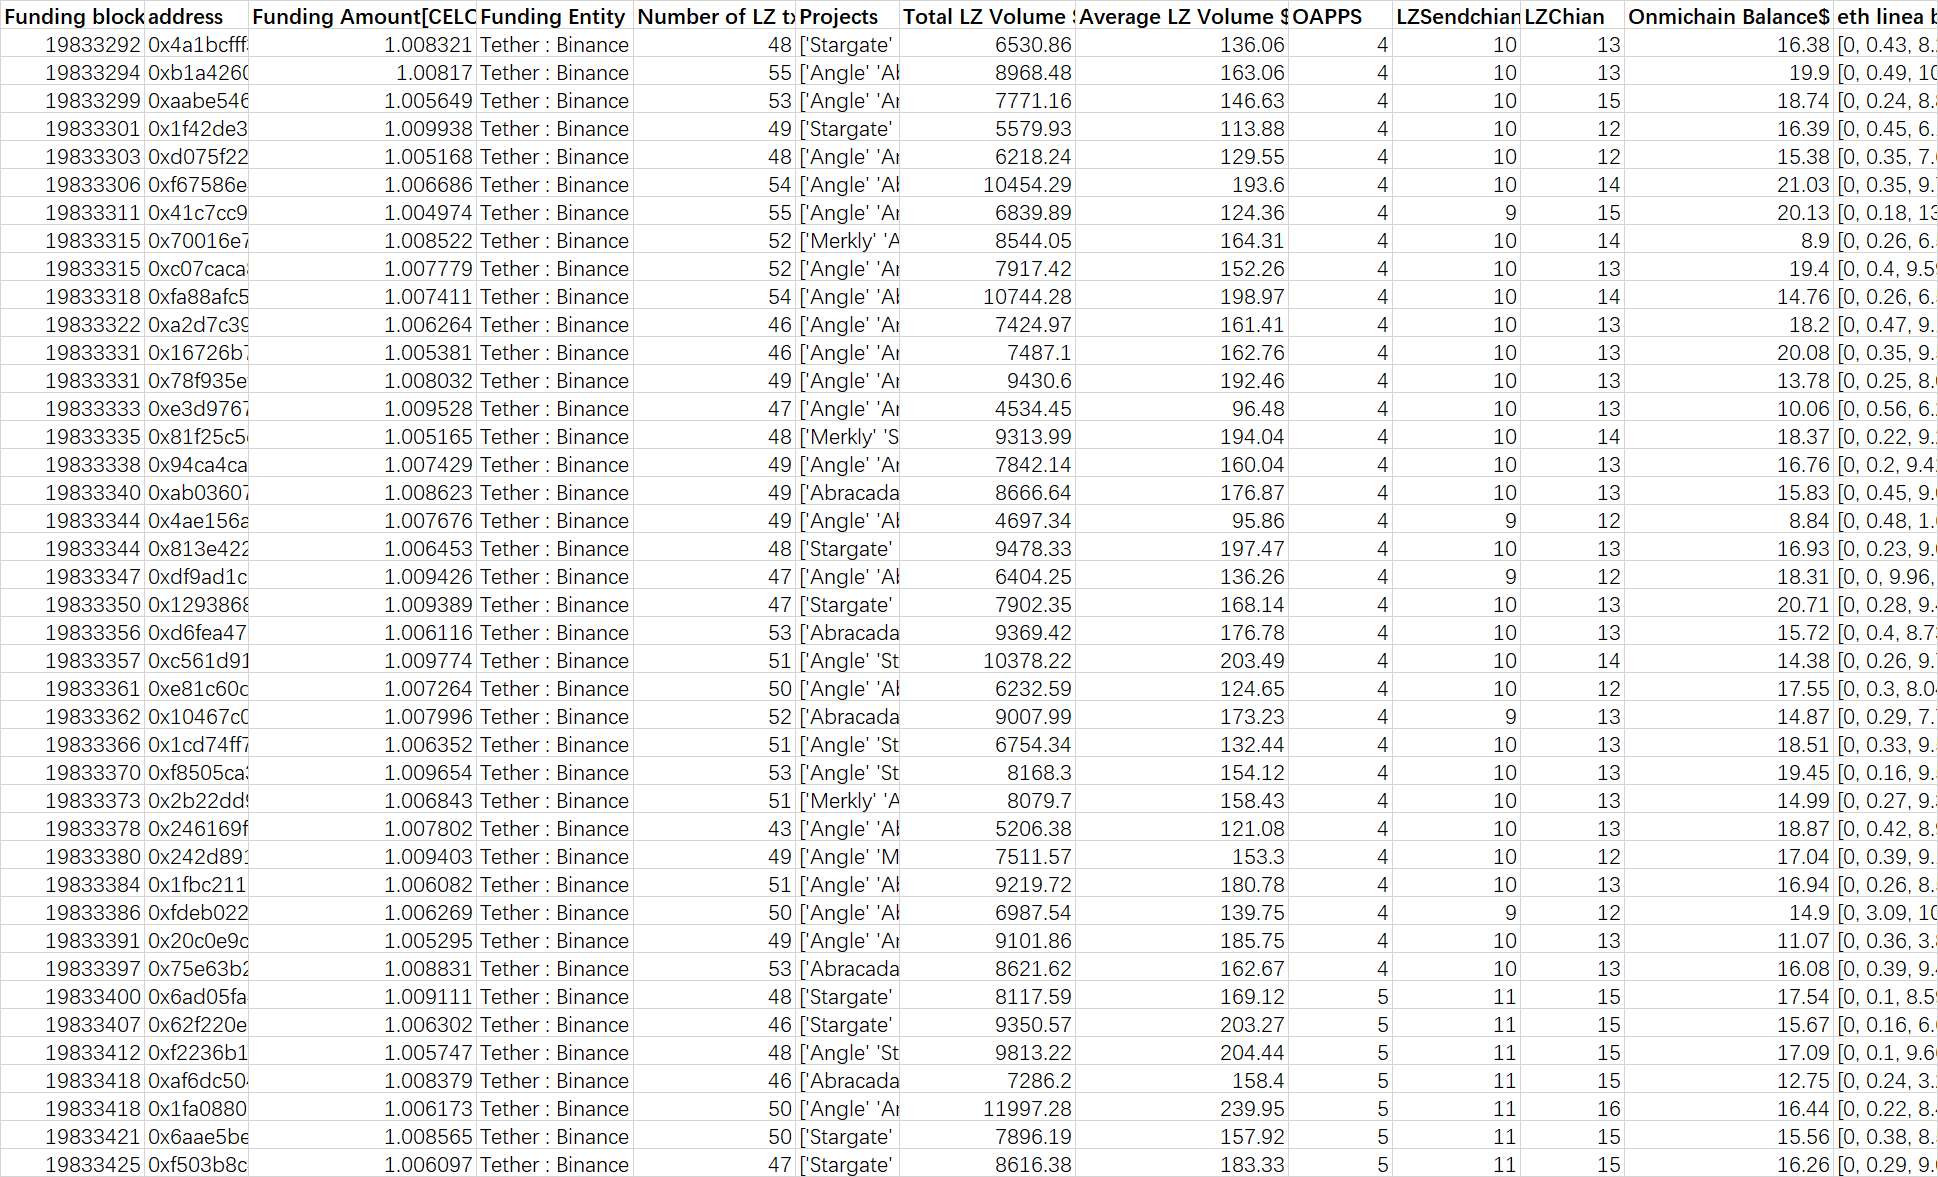 Funding block address Funding Amount[CELO Funding Entity Number of LZ tx Projects Total LZ Volume $ Average LZ Volume $ OAPPS LZSendchian LZChian Onmichain Balance$ eth linea b
19833292 0x4a1bcfff 1.008321 Tether : Binance 48 ['Stargate' 6530.86 136.06 4 10 13 16.38 [0, 0.43, 8.
19833294 0xb1a4260 1.00817 Tether : Binance 55 ['Angle' 'Ab 8968.48 163.06 4 10 13 19.9 [0, 0.49, 10
19833299 0xaabe546 1.005649 Tether : Binance 53 ['Angle' 'Ar 7771.16 146.63 4 10 15 18.74 [0, 0.24, 8.
19833301 0x1f42de3 1.009938 Tether : Binance 49 ['Stargate' 5579.93 113.88 4 10 12 16.39 [0, 0.45, 6.
19833303 0xd075f22 1.005168 Tether : Binance 48 ['Angle' 'Ar 6218.24 129.55 4 10 12 15.38 [0, 0.35, 7.
19833306 0xf67586e 1.006686 Tether : Binance 54 ['Angle' 'Ab 10454.29 193.6 4 10 14 21.03 [0, 0.35, 9.
19833311 0x41c7cc9 1.004974 Tether : Binance 55 ['Angle' 'Ar 6839.89 124.36 4 9 15 20.13 [0, 0.18, 13
19833315 0x70016e7 1.008522 Tether : Binance 52 ['Merkly' 'A 8544.05 164.31 4 10 14 8.9 [0, 0.26, 6.
19833315 0xc07caca 1.007779 Tether : Binance 52 ['Angle' 'Ar 7917.42 152.26 4 10 13 19.4 [0, 0.4, 9.59
19833318 0xfa88afc5 1.007411 Tether : Binance 54 ['Angle' 'Ab 10744.28 198.97 4 10 14 14.76 [0, 0.26, 6.
19833322 0xa2d7c39 1.006264 Tether : Binance 46 ['Angle' 'Ar 7424.97 161.41 4 10 13 18.2 [0, 0.47, 9.
19833331 0x16726b7 1.005381 Tether : Binance 46 ['Angle' 'Ar 7487.1 162.76 4 10 13 20.08 [0, 0.35, 9.
19833331 0x78f935e 1.008032 Tether : Binance 49 ['Angle' 'Ar 9430.6 192.46 4 10 13 13.78 [0, 0.25, 8.
19833333 0xe3d9767 1.009528 Tether : Binance 47 ['Angle' 'Ar 4534.45 96.48 4 10 13 10.06 [0, 0.56, 6.
19833335 0x81f25c5 1.005165 Tether : Binance 48 ['Merkly' 'S 9313.99 194.04 4 10 14 18.37 [0, 0.22, 9.
19833338 0x94ca4ca 1.007429 Tether : Binance 49 ['Angle' 'Ar 7842.14 160.04 4 10 13 16.76 [0, 0.2, 9.42
19833340 0xab03607 1.008623 Tether : Binance 49 ['Abracada 8666.64 176.87 4 10 13 15.83 [0, 0.45, 9.
19833344 0x4ae156a 1.007676 Tether : Binance 49 ['Angle' 'Ab 4697.34 95.86 4 9 12 8.84 [0, 0.48, 1.
19833344 0x813e422 1.006453 Tether : Binance 48 ['Stargate' 9478.33 197.47 4 10 13 16.93 [0, 0.23, 9.
19833347 0xdf9ad1c 1.009426 Tether : Binance 47 ['Angle' 'Ab 6404.25 136.26 4 9 12 18.31 [0, 0, 9.96,
19833350 0x1293868 1.009389 Tether : Binance 47 ['Stargate' 7902.35 168.14 4 10 13 20.71 [0, 0.28, 9.
19833356 0xd6fea47 1.006116 Tether : Binance 53 ['Abracada 9369.42 176.78 4 10 13 15.72 [0, 0.4, 8.73
19833357 0xc561d91 1.009774 Tether : Binance 51 ['Angle' 'St 10378.22 203.49 4 10 14 14.38 [0, 0.26, 9.
19833361 0xe81c60c 1.007264 Tether : Binance 50 ['Angle' 'Ab 6232.59 124.65 4 10 12 17.55 [0, 0.3, 8.04
19833362 0x10467c0 1.007996 Tether : Binance 52 ['Abracada 9007.99 173.23 4 9 13 14.87 [0, 0.29, 7.
19833366 0x1cd74ff7 1.006352 Tether : Binance 51 ['Angle' 'St 6754.34 132.44 4 10 13 18.51 [0, 0.33, 9.
19833370 0xf8505ca 1.009654 Tether : Binance 53 ['Angle' 'St 8168.3 154.12 4 10 13 19.45 [0, 0.16, 9.
19833373 0x2b22dd9 1.006843 Tether : Binance 51 ['Merkly' 'A 8079.7 158.43 4 10 13 14.99 [0, 0.27, 9.
19833378 0x246169f 1.007802 Tether : Binance 43 ['Angle' 'Ab 5206.38 121.08 4 10 13 18.87 [0, 0.42, 8.
19833380 0x242d891 1.009403 Tether : Binance 49 ['Angle' 'M 7511.57 153.3 4 10 12 17.04 [0, 0.39, 9.
19833384 0x1fbc211 1.006082 Tether : Binance 51 ['Angle' 'Ab 9219.72 180.78 4 10 13 16.94 [0, 0.26, 8.
19833386 0xfdeb022 1.006269 Tether : Binance 50 ['Angle' 'Ab 6987.54 139.75 4 9 12 14.9 [0, 3.09, 10
19833391 0x20c0e9c 1.005295 Tether : Binance 49 ['Angle' 'Ar 9101.86 185.75 4 10 13 11.07 [0, 0.36, 3.
19833397 0x75e63b2 1.008831 Tether : Binance 53 ['Abracada 8621.62 162.67 4 10 13 16.08 [0, 0.39, 9.
19833400 0x6ad05fa 1.009111 Tether : Binance 48 ['Stargate' 8117.59 169.12 5 11 15 17.54 [0, 0.1, 8.59
19833407 0x62f220e 1.006302 Tether : Binance 46 ['Stargate' 9350.57 203.27 5 11 15 15.67 [0, 0.16, 6.
19833412 0xf2236b1 1.005747 Tether : Binance 48 ['Angle' 'St 9813.22 204.44 5 11 15 17.09 [0, 0.1, 9.66
19833418 0xaf6dc50 1.008379 Tether : Binance 46 ['Abracada 7286.2 158.4 5 11 15 12.75 [0, 0.24, 3.
19833418 0x1fa0880 1.006173 Tether : Binance 50 ['Angle' 'Ar 11997.28 239.95 5 11 16 16.44 [0, 0.22, 8.
19833421 0x6aae5be 1.008565 Tether : Binance 50 ['Stargate' 7896.19 157.92 5 11 15 15.56 [0, 0.38, 8.
19833425 0xf503b8c 1.006097 Tether : Binance 47 ['Stargate' 8616.38 183.33 5 11 15 16.26 [0, 0.29, 9.